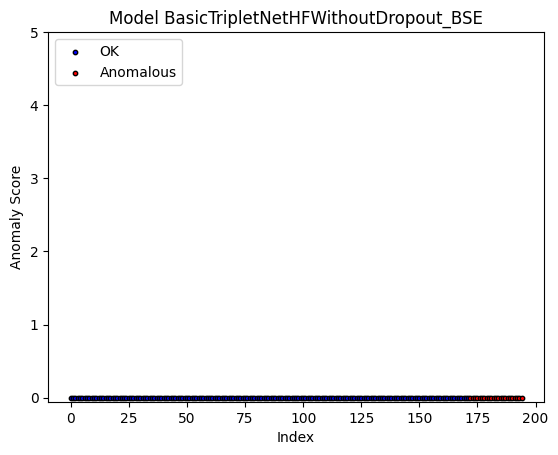 Model BasicTripletNetHFWithoutDropout_BSE
5
4
3
2
1
0
Anomaly Score
OK
Anomalous
0 25 50 75 100 125 150 175 200
Index